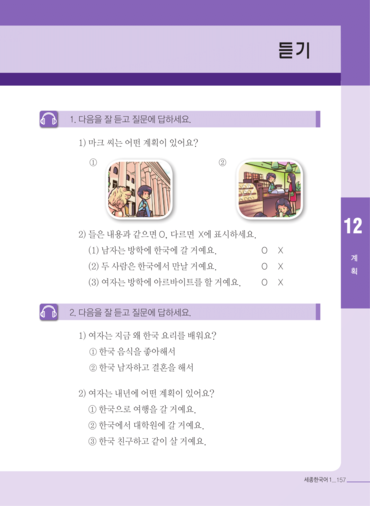 듣기
1. 다음을 잘 듣고 질문에 답하세요.
1) 마크 씨는 어떤 계획이 있어요?
① ②
2) 들은 내용과 같으면 O, 다르면 X에 표시하세요.
(1) 남자는 방학에 한국에 갈 거예요. O X
(2) 두 사람은 한국에서 만날 거예요. O X
(3) 여자는 방학에 아르바이트를 할 거예요. O X
12
계
획
2. 다음을 잘 듣고 질문에 답하세요.
1) 여자는 지금 왜 한국 요리를 배워요?
① 한국 음식을 좋아해서
② 한국 남자하고 결혼을 해서
2) 여자는 내년에 어떤 계획이 있어요?
① 한국으로 여행을 갈 거예요.
② 한국에서 대학원에 갈 거예요.
③ 한국 친구하고 같이 살 거예요.
세종한국어 1_ 157